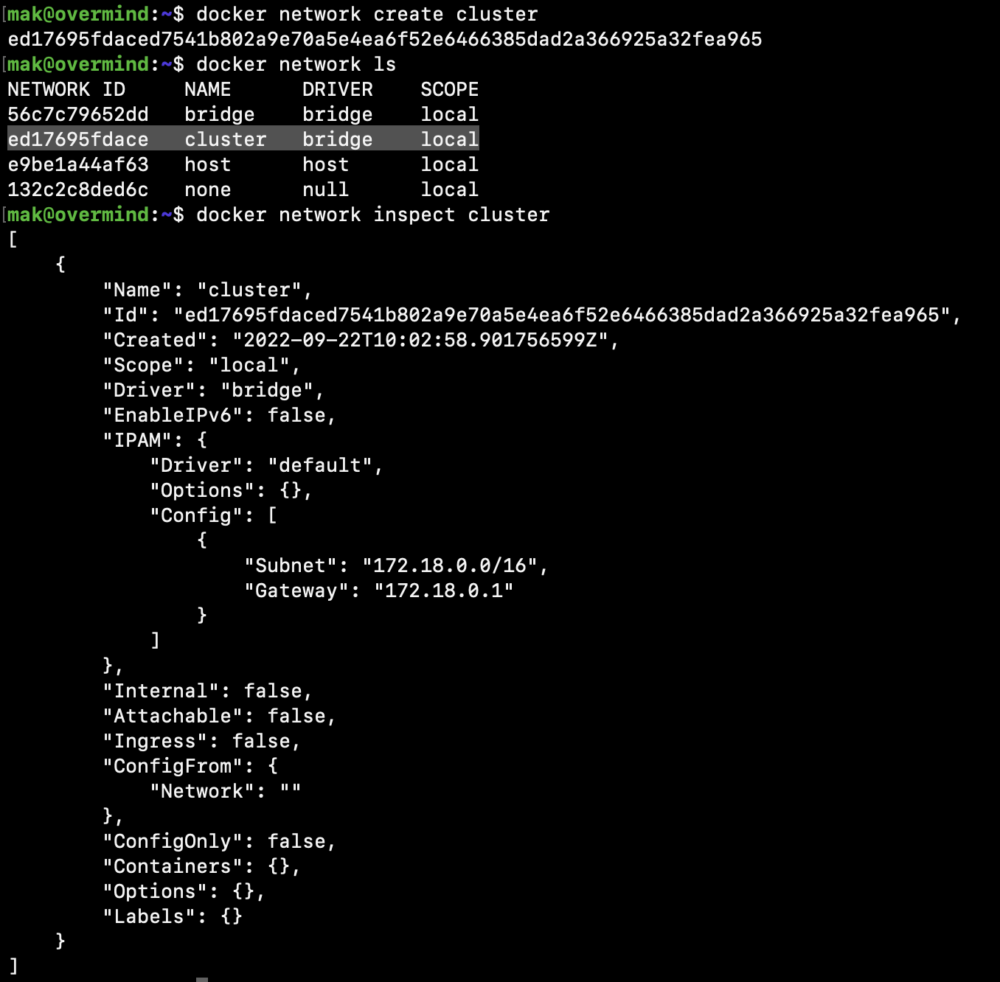 [mak@overmind:~$ docker network create cluster
ed17695fdaced7541b802a9e70a5e4ea6f52e6466385dad2a366925a32fea965
[mak@overmind:~$ docker network ls
NETWORK ID     NAME      DRIVER    SCOPE
56c7c79652dd   bridge    bridge    local
ed17695fdace   cluster   bridge    local
e9be1a44af63   host      host      local
132c2c8ded6c   none      null      local
[mak@overmind:~$ docker network inspect cluster
[
    {
        "Name": "cluster",
        "Id": "ed17695fdaced7541b802a9e70a5e4ea6f52e6466385dad2a366925a32fea965",
        "Created": "2022-09-22T10:02:58.901756599Z",
        "Scope": "local",
        "Driver": "bridge",
        "EnableIPv6": false,
        "IPAM": {
            "Driver": "default",
            "Options": {},
            "Config": [
                {
                    "Subnet": "172.18.0.0/16",
                    "Gateway": "172.18.0.1"
                }
            ]
        },
        "Internal": false,
        "Attachable": false,
        "Ingress": false,
        "ConfigFrom": {
            "Network": ""
        },
        "ConfigOnly": false,
        "Containers": {},
        "Options": {},
        "Labels": {}
    }
]